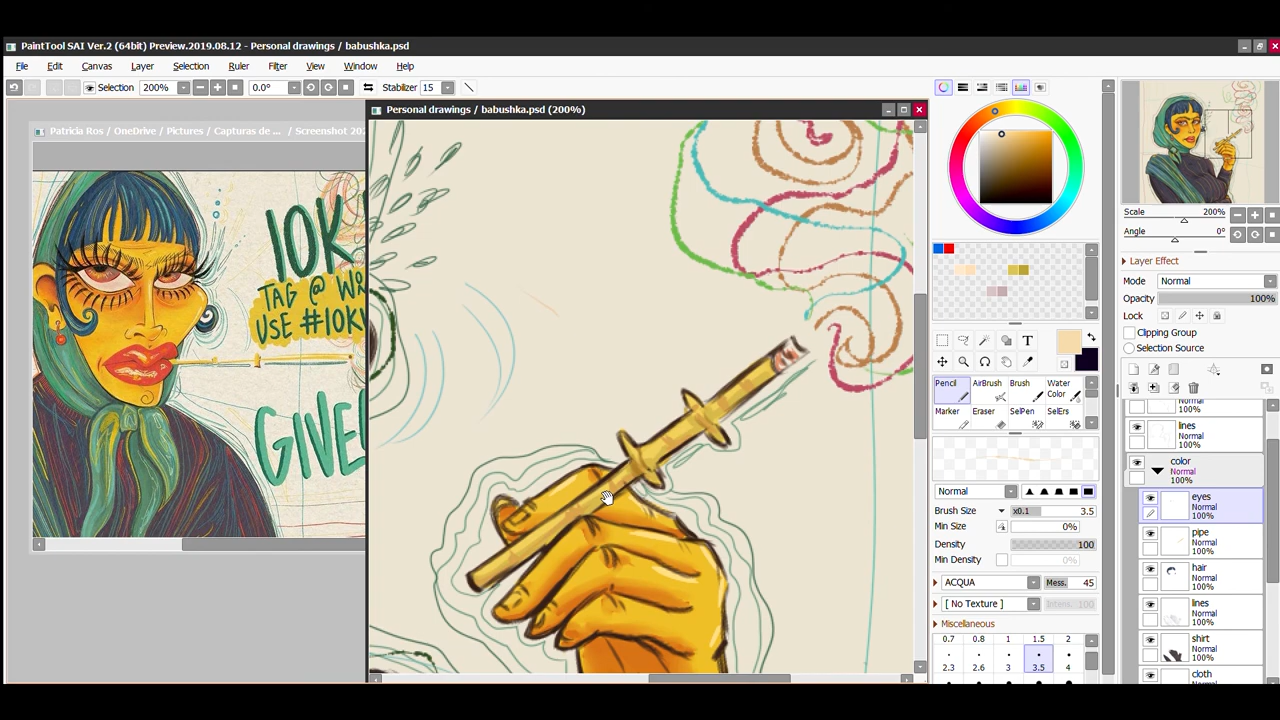 PaintTool SAI Ver.2 (64bit) Preview.2019.08.12 - Personal drawings / babushka.psd
File Edit Canvas Layer Selection Ruler Filter View Window Help
Selection 200% 0.0° Stabilizer 15
Patricia Ros / OneDrive / Pictures / Capturas de ... / Screenshot
Personal drawings / babushka.psd (200%)
10K
TAG @
USE #10K
Scale 200%
Angle 0°
Layer Effect
Mode Normal
Opacity 100%
Lock
Clipping Group
Selection Source
T
Pencil AirBrush Brush Water Color
Marker Eraser SelPen SelErs
Normal
Brush Size x0.1 3.5
Min Size 0%
Density 100
Min Density 0%
ACQUA Mess. 45
[ No Texture ] Intens. 100
Miscellaneous
0.7 0.8 1 1.5 2
2.3 2.6 3 3.5 4
Normal
100%
lines
Normal
100%
color
Normal
100%
eyes
Normal
100%
pipe
Normal
100%
hair
Normal
100%
lines
Normal
100%
shirt
Normal
100%
cloth
Normal
100%